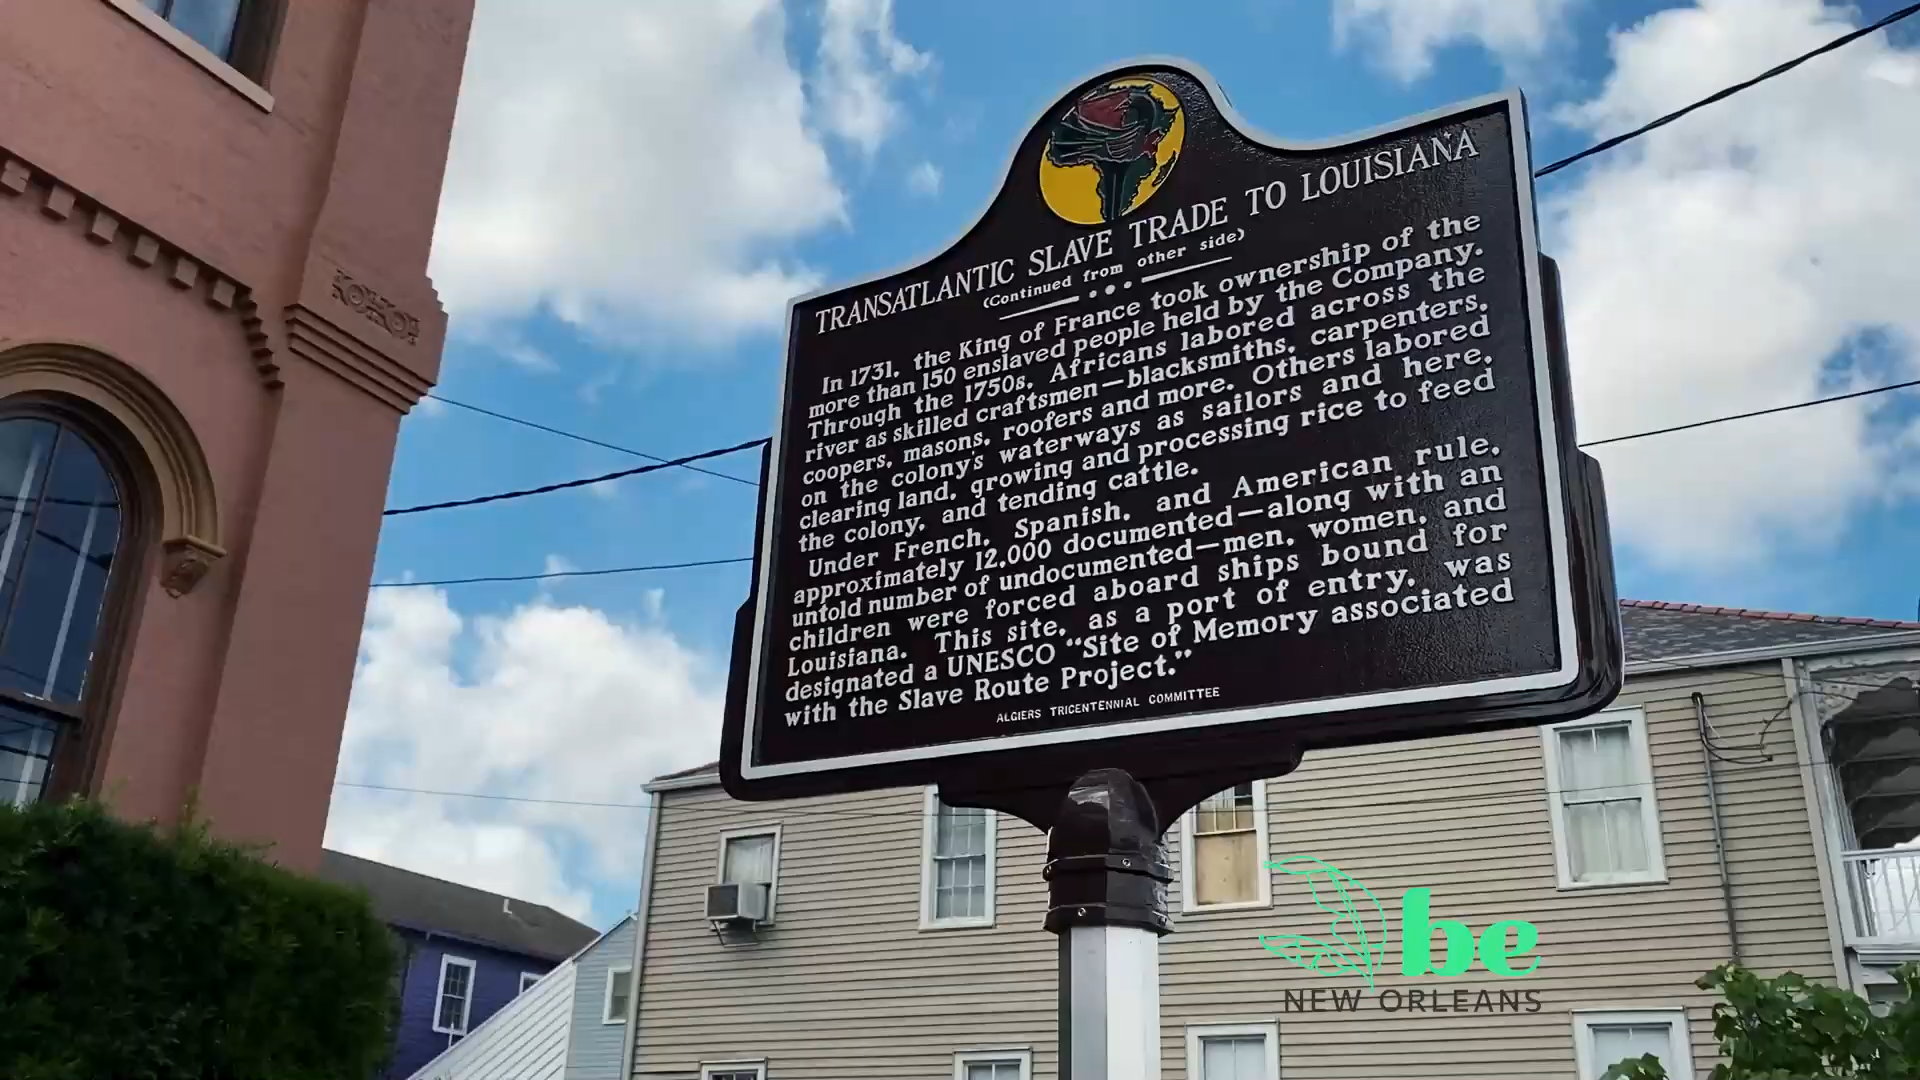 TRANSATLANTIC SLAVE TRADE TO LOUISIANA
(Continued from other side)
In 1731, the King of France took ownership of the
more than 150 enslaved people held by the Company.
Through the 1750s, Africans labored across the
river as skilled craftsmen—blacksmiths, carpenters,
coopers, masons, roofers and more. Others labored
on the colony's waterways as sailors and here,
clearing land, growing and processing rice to feed
the colony, and tending cattle.
Under French, Spanish, and American rule,
approximately 12,000 documented—along with an
untold number of undocumented—men, women, and
children were forced aboard ships bound for
Louisiana. This site, as a port of entry, was
designated a UNESCO “Site of Memory associated
with the Slave Route Project.”
ALGIERS TRICENTENNIAL COMMITTEE
be
NEW ORLEANS